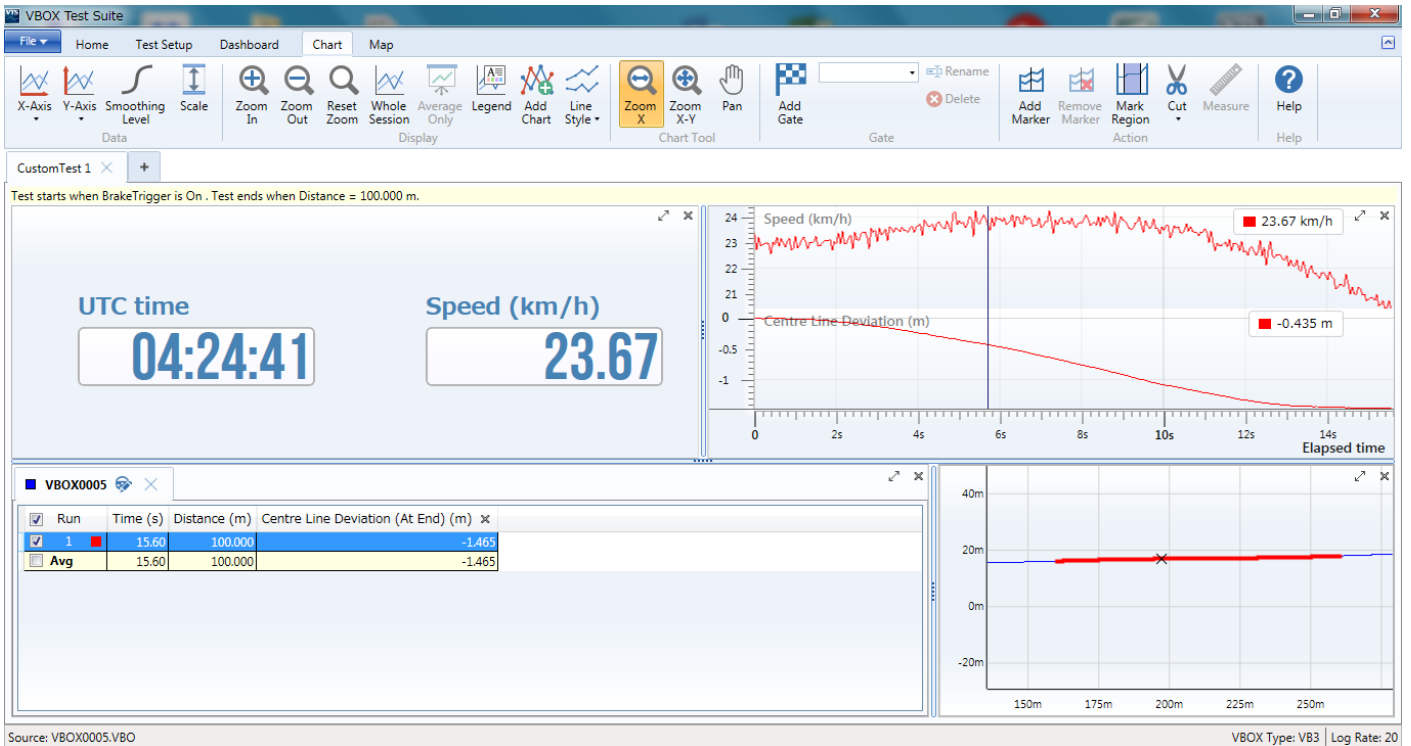 VBOX Test Suite
File Home Test Setup Dashboard Chart Map
X-Axis Y-Axis Smoothing Level Scale Zoom In Zoom Out Reset Zoom Whole Session Average Only Legend Add Chart Line Style Zoom X Zoom X-Y Pan Add Gate Rename Delete Add Marker Remove Marker Mark Region Cut Measure Help
Data Display Chart Tool Gate Action Help
CustomTest 1 +
Test starts when BrakeTrigger is On . Test ends when Distance = 100.000 m.
UTC time Speed (km/h)
04:24:41 23.67
24 Speed (km/h) 23.67 km/h
23
22
21
0 Centre Line Deviation (m) -0.435 m
-0.5
-1
0 2s 4s 6s 8s 10s 12s 14s
Elapsed time
VBOX0005
Run Time (s) Distance (m) Centre Line Deviation (At End) (m)
1 15.60 100.000 -1.465
Avg 15.60 100.000 -1.465
40m
20m
0m
-20m
150m 175m 200m 225m 250m
Source: VBOX0005.VBO VBOX Type: VB3 Log Rate: 20